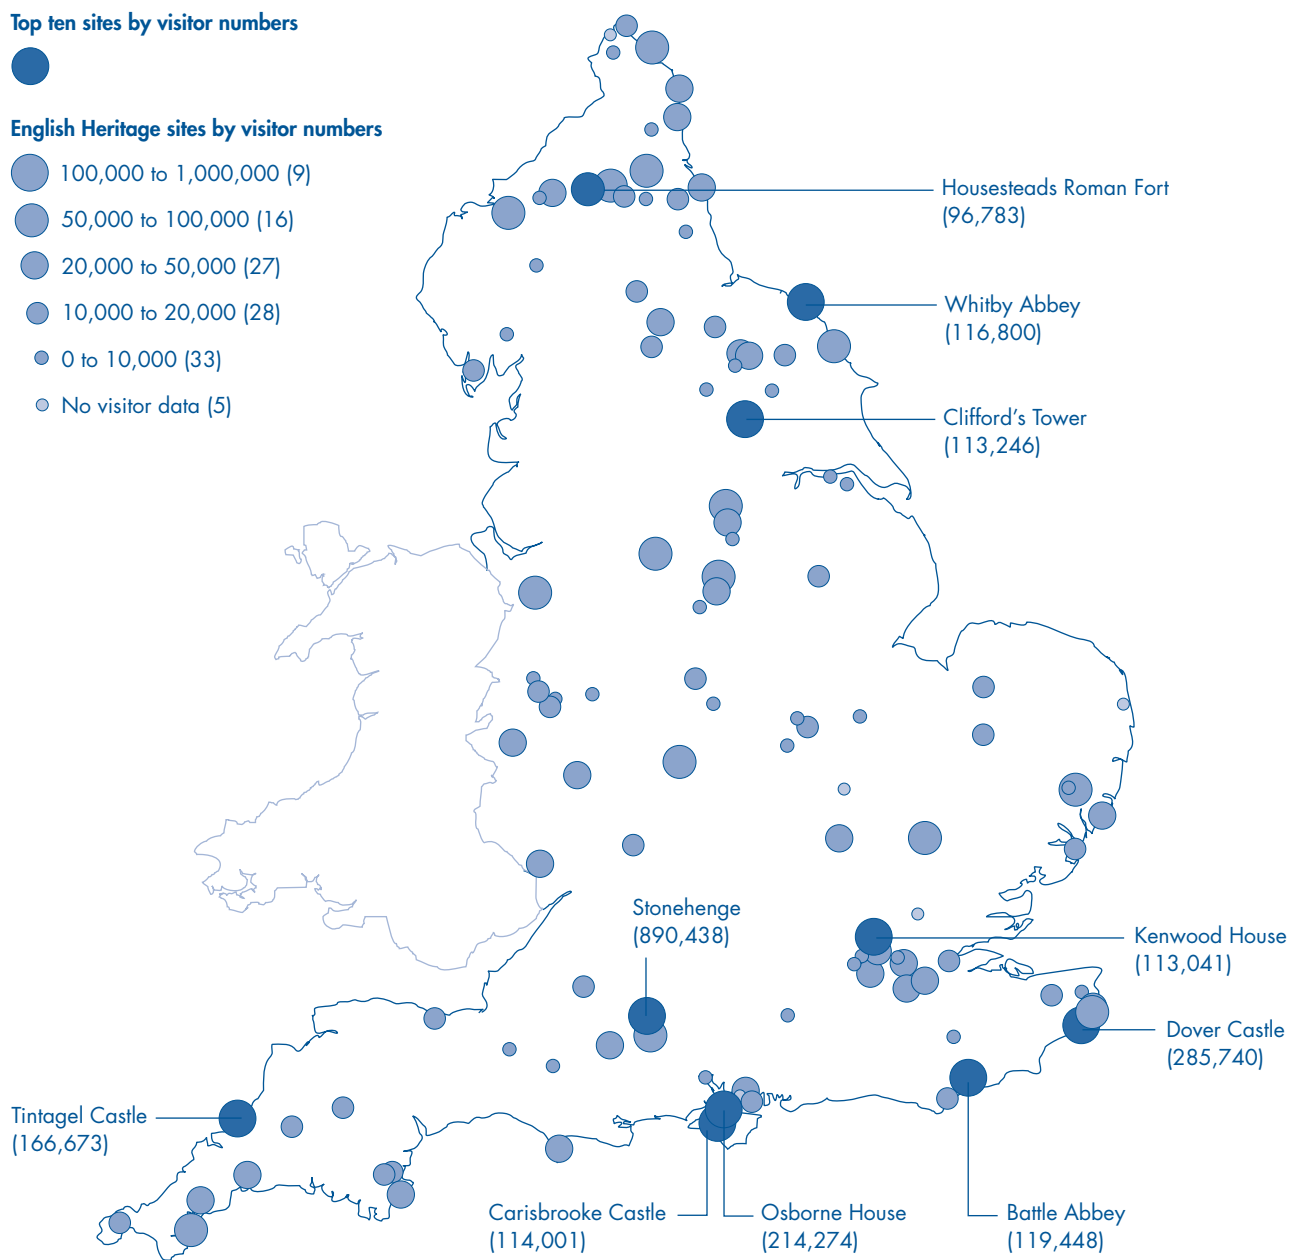 Top ten sites by visitor numbers
English Heritage sites by visitor numbers
100,000 to 1,000,000 (9)
50,000 to 100,000 (16)
20,000 to 50,000 (27)
10,000 to 20,000 (28)
0 to 10,000 (33)
No visitor data (5)
Housesteads Roman Fort
(96,783)
Whitby Abbey
(116,800)
Clifford's Tower
(113,246)
Stonehenge
(890,438)
Kenwood House
(113,041)
Dover Castle
(285,740)
Tintagel Castle
(166,673)
Carisbrooke Castle
(114,001)
Osborne House
(214,274)
Battle Abbey
(119,448)